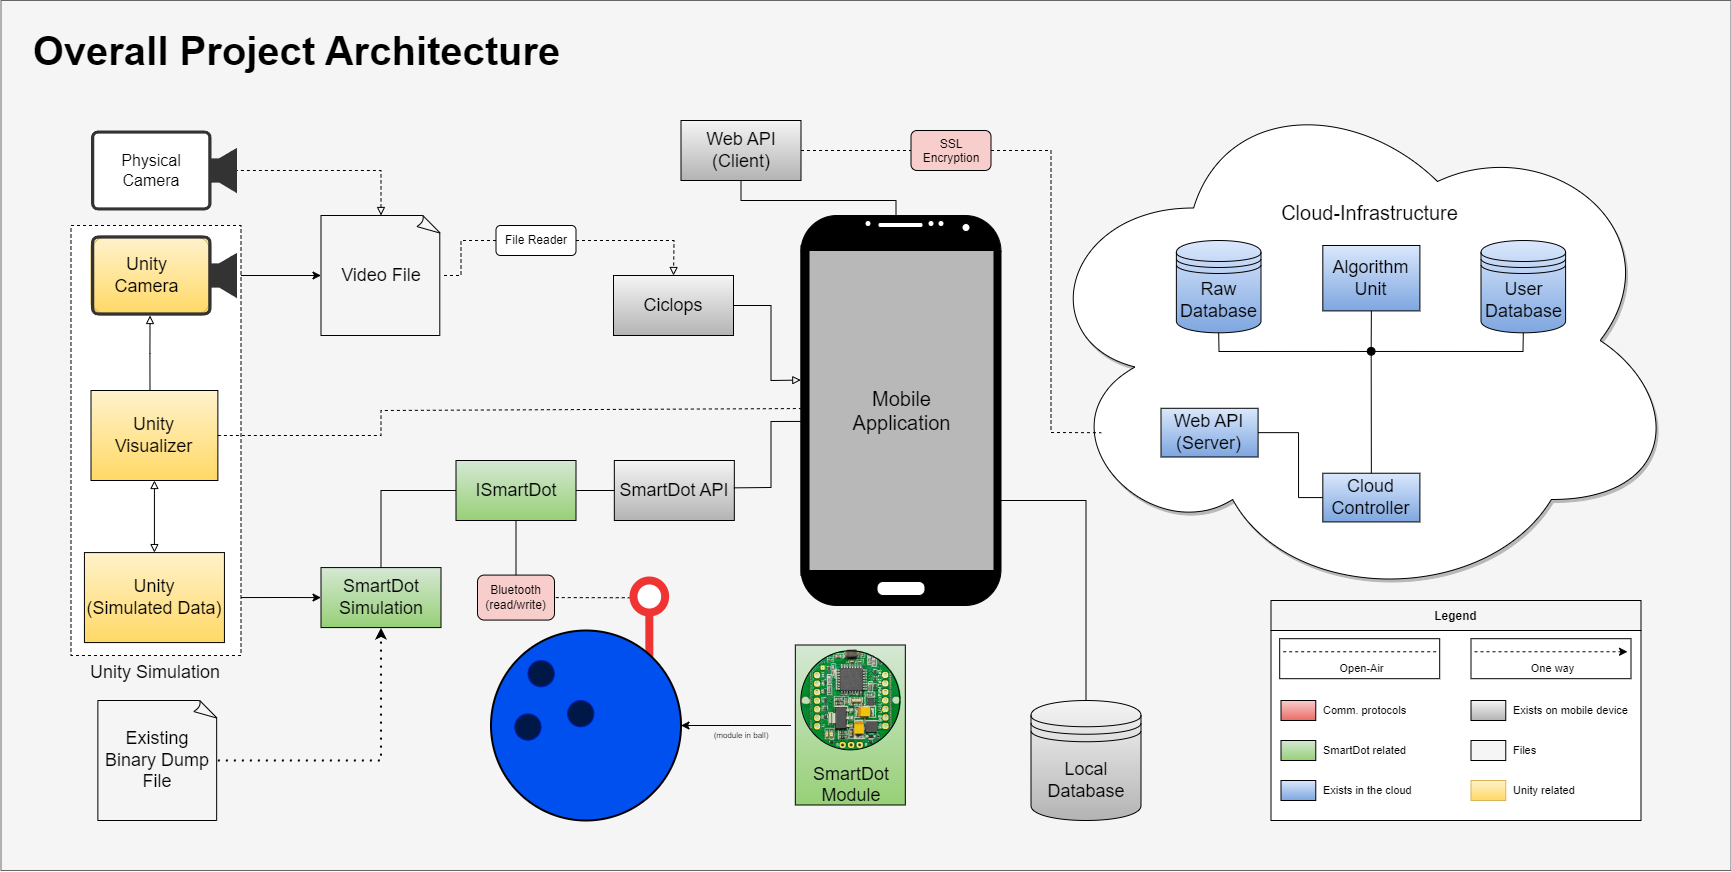 Overall Project Architecture
Physical
Camera
Unity
Camera
Video File
File Reader
Ciclops
Web API
(Client)
SSL
Encryption
Cloud-Infrastructure
Raw
Database
Algorithm
Unit
User
Database
Web API
(Server)
Cloud
Controller
Mobile
Application
Unity
Visualizer
ISmartDot
SmartDot API
Unity
(Simulated Data)
SmartDot
Simulation
Bluetooth
(read/write)
Unity Simulation
Existing
Binary Dump
File
(module in ball)
SmartDot
Module
Local
Database
Legend
Open-Air
One way
Comm. protocols
Exists on mobile device
SmartDot related
Files
Exists in the cloud
Unity related